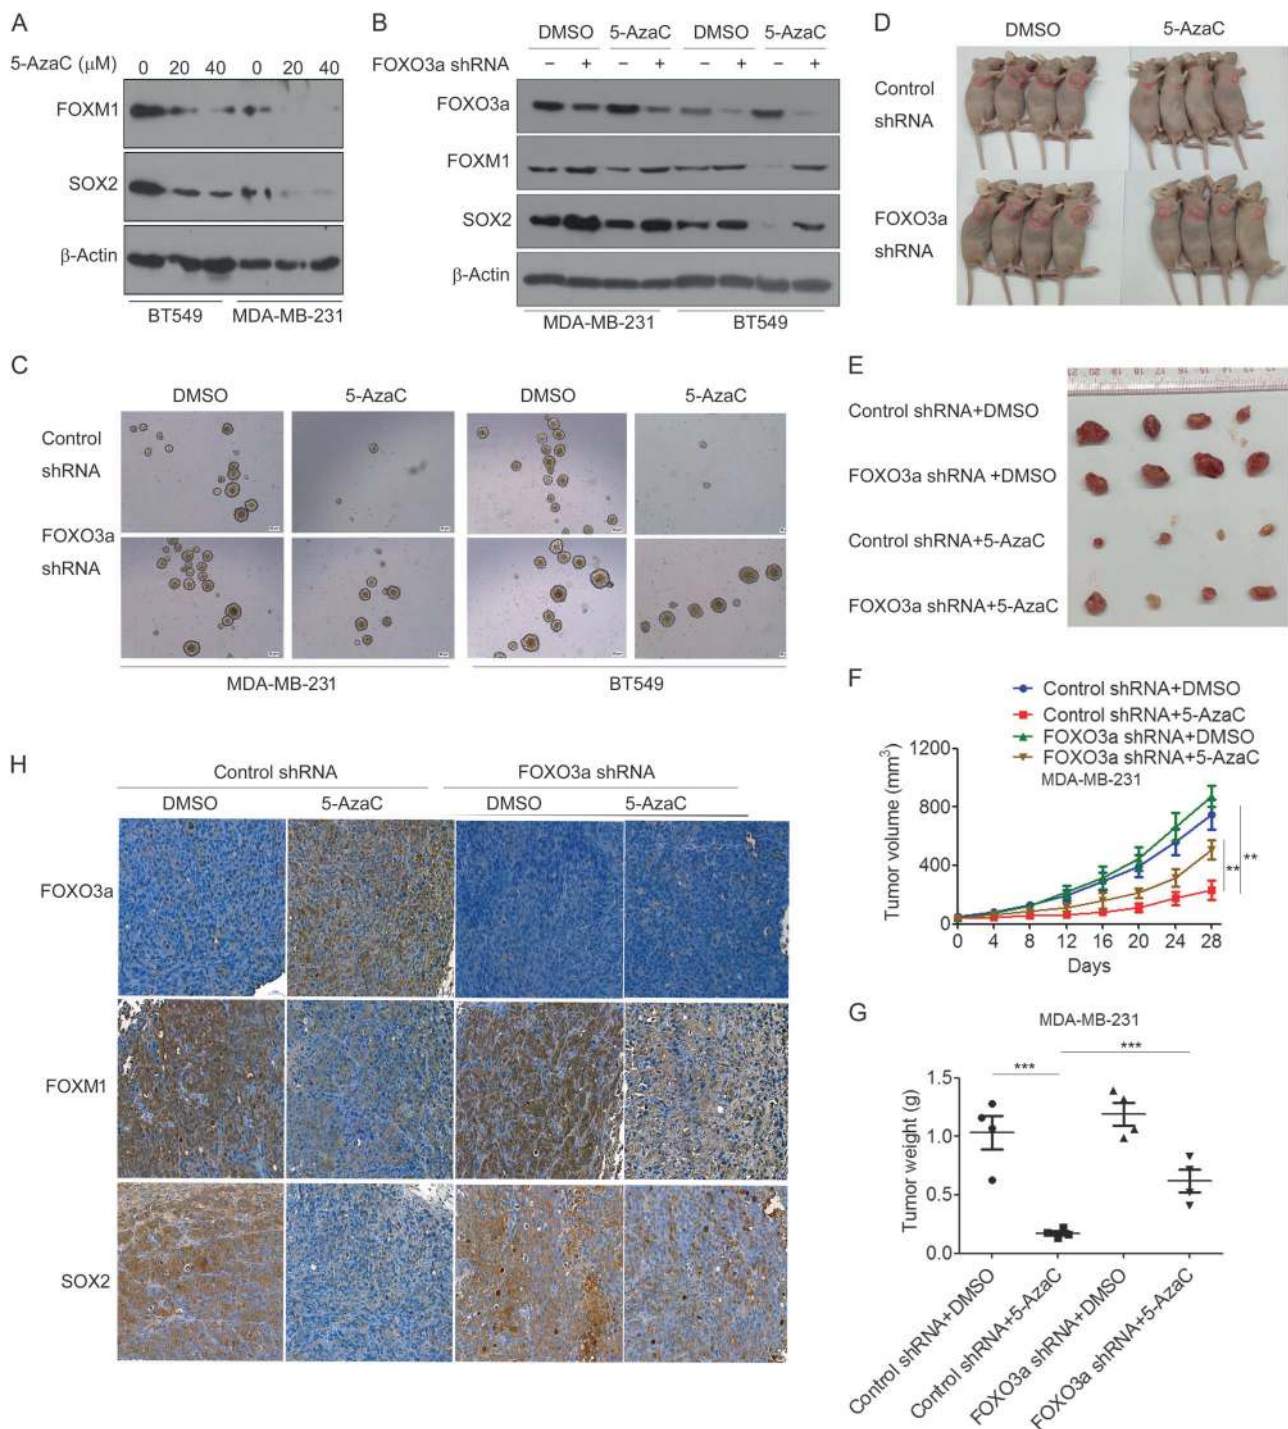 A
5-AzaC (μM) 0 20 40 0 20 40
FOXM1
SOX2
β-Actin
BT549 MDA-MB-231
B
DMSO 5-AzaC DMSO 5-AzaC
FOXO3a shRNA − + − + − + − +
FOXO3a
FOXM1
SOX2
β-Actin
MDA-MB-231 BT549
C
DMSO 5-AzaC DMSO 5-AzaC
Control
shRNA
FOXO3a
shRNA
MDA-MB-231 BT549
D
DMSO 5-AzaC
Control
shRNA
FOXO3a
shRNA
E
Control shRNA+DMSO
FOXO3a shRNA +DMSO
Control shRNA+5-AzaC
FOXO3a shRNA+5-AzaC
F
Control shRNA+DMSO
Control shRNA+5-AzaC
FOXO3a shRNA+DMSO
FOXO3a shRNA+5-AzaC
MDA-MB-231
Tumor volume (mm³)
1200
800
400
0
0 4 8 12 16 20 24 28
Days
**
**
G
MDA-MB-231
***
***
Tumor weight (g)
1.5
1.0
0.5
0.0
Control shRNA+DMSO
Control shRNA+5-AzaC
FOXO3a shRNA+DMSO
FOXO3a shRNA+5-AzaC
H
Control shRNA FOXO3a shRNA
DMSO 5-AzaC DMSO 5-AzaC
FOXO3a
FOXM1
SOX2